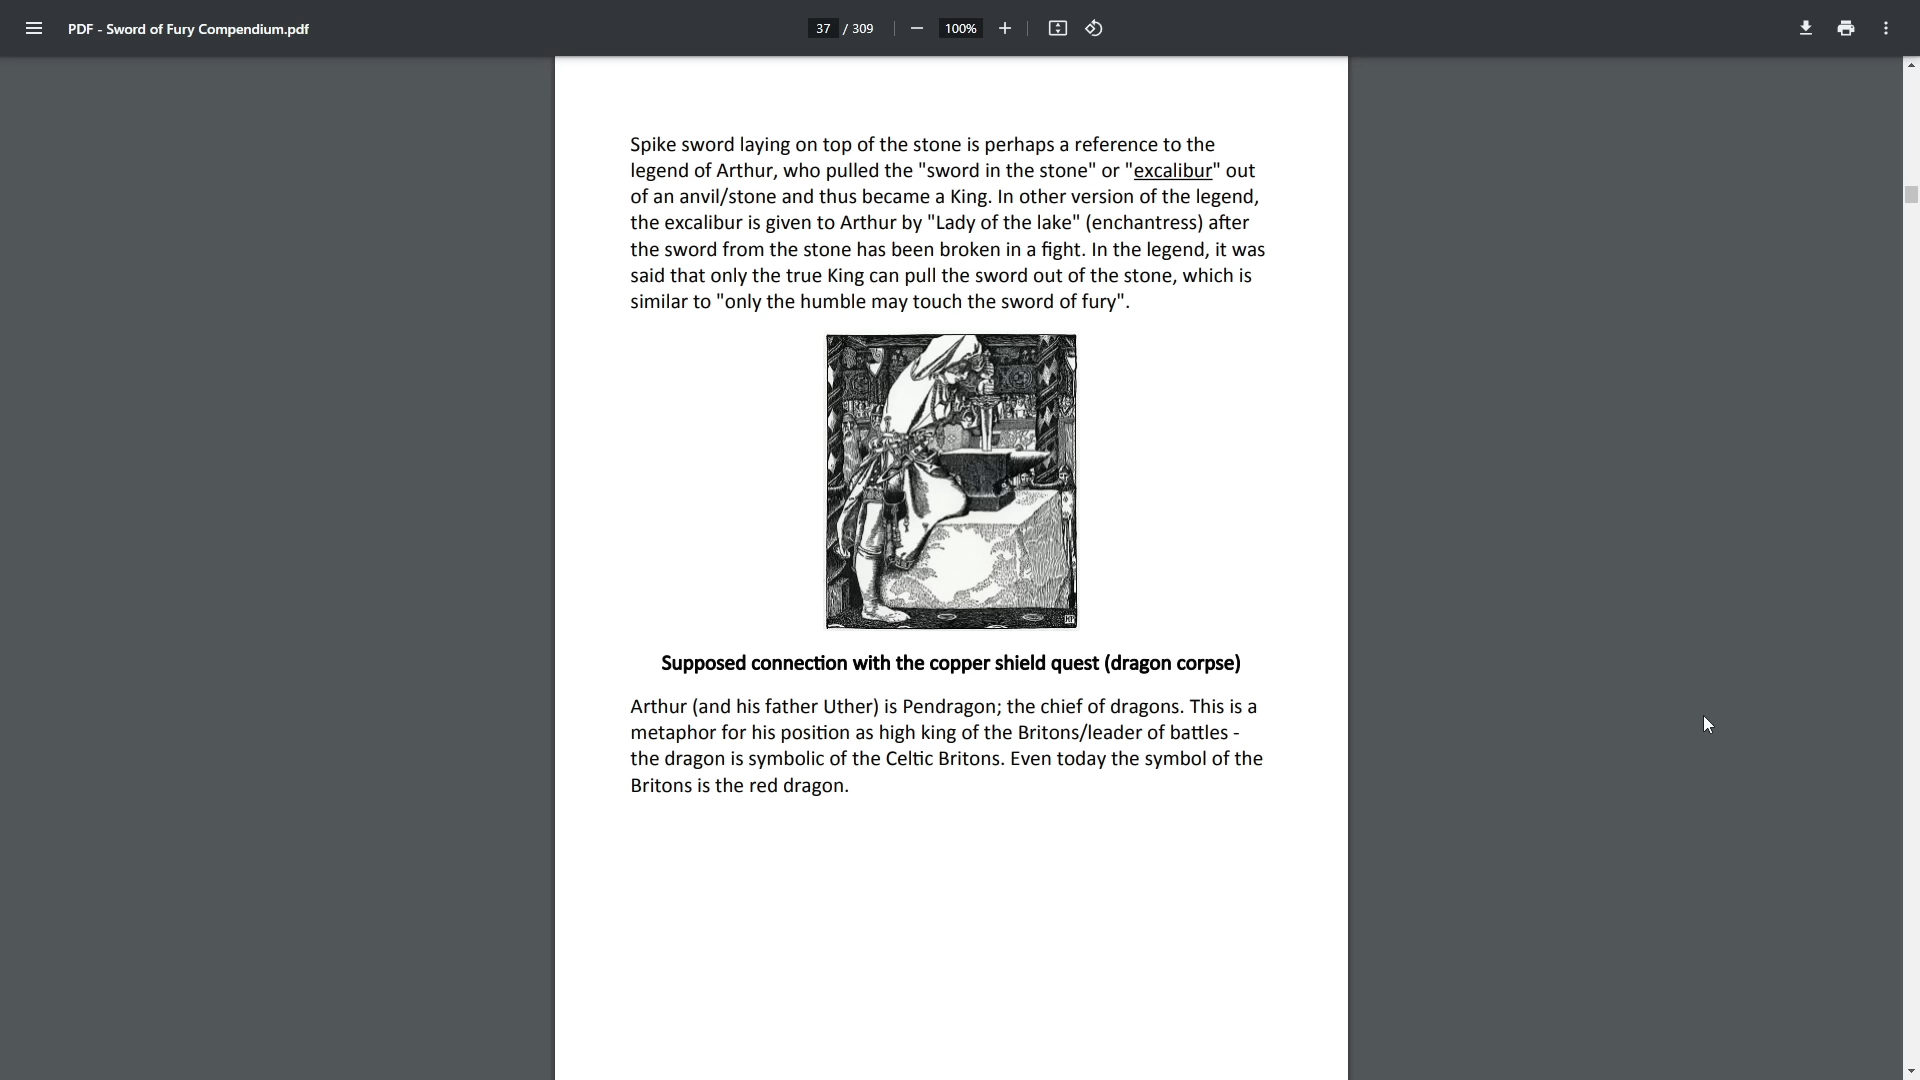 PDF - Sword of Fury Compendium.pdf
37 / 309
100%
Spike sword laying on top of the stone is perhaps a reference to the
legend of Arthur, who pulled the "sword in the stone" or "excalibur" out
of an anvil/stone and thus became a King. In other version of the legend,
the excalibur is given to Arthur by "Lady of the lake" (enchantress) after
the sword from the stone has been broken in a fight. In the legend, it was
said that only the true King can pull the sword out of the stone, which is
similar to "only the humble may touch the sword of fury".
Supposed connection with the copper shield quest (dragon corpse)
Arthur (and his father Uther) is Pendragon; the chief of dragons. This is a
metaphor for his position as high king of the Britons/leader of battles -
the dragon is symbolic of the Celtic Britons. Even today the symbol of the
Britons is the red dragon.